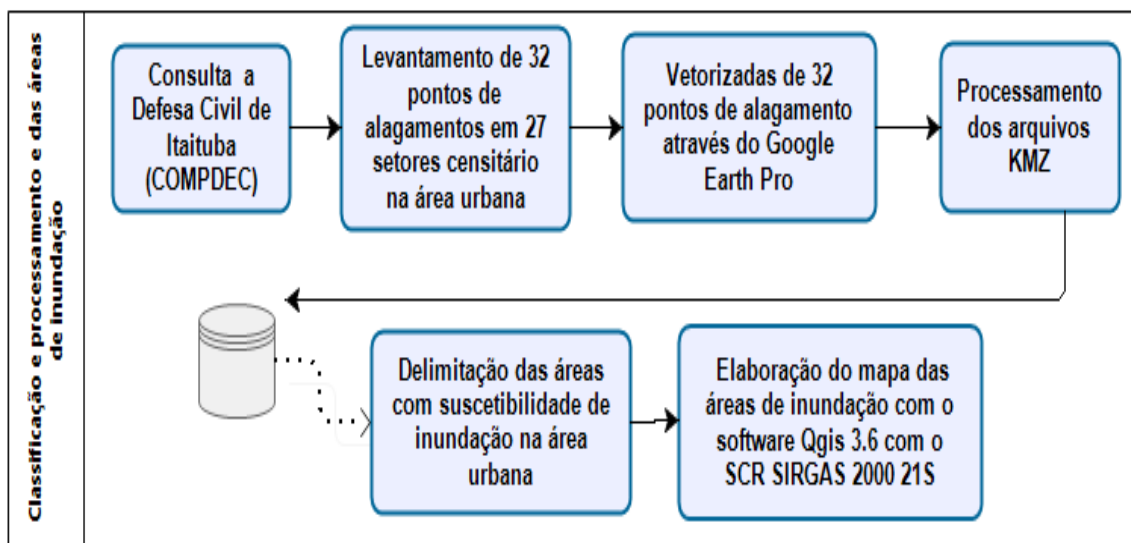 Classificação e processamento e das áreas
de inundação
Consulta a
Defesa Civil de
Itaituba
(COMPDEC)
Levantamento de 32
pontos de
alagamentos em 27
setores censitário
na área urbana
Vetorizadas de 32
pontos de alagamento
através do Google
Earth Pro
Processamento
dos arquivos
KMZ
Delimitação das áreas
com suscetibilidade de
inundação na área
urbana
Elaboração do mapa das
áreas de inundação com o
software Qgis 3.6 com o
SCR SIRGAS 2000 21S